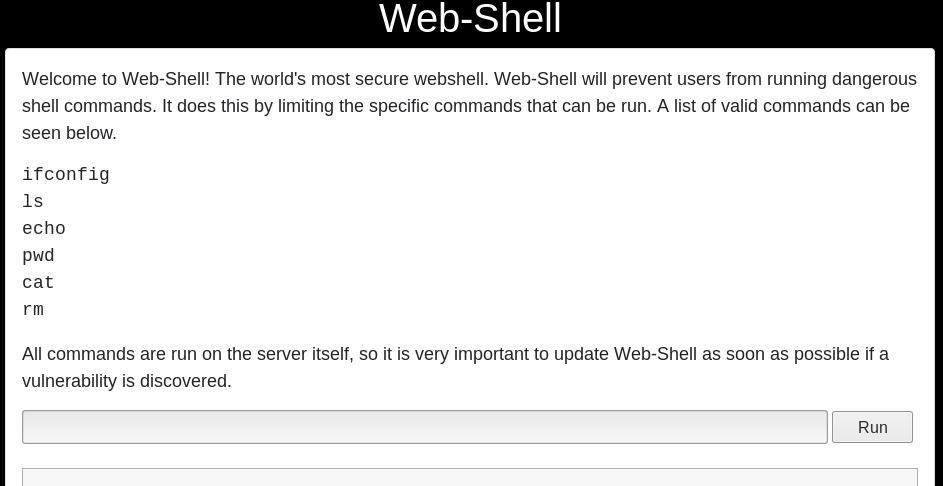 Web-Shell
Welcome to Web-Shell! The world's most secure webshell. Web-Shell will prevent users from running dangerous
shell commands. It does this by limiting the specific commands that can be run. A list of valid commands can be
seen below.
ifconfig
ls
echo
pwd
cat
rm
All commands are run on the server itself, so it is very important to update Web-Shell as soon as possible if a
vulnerability is discovered.
Run